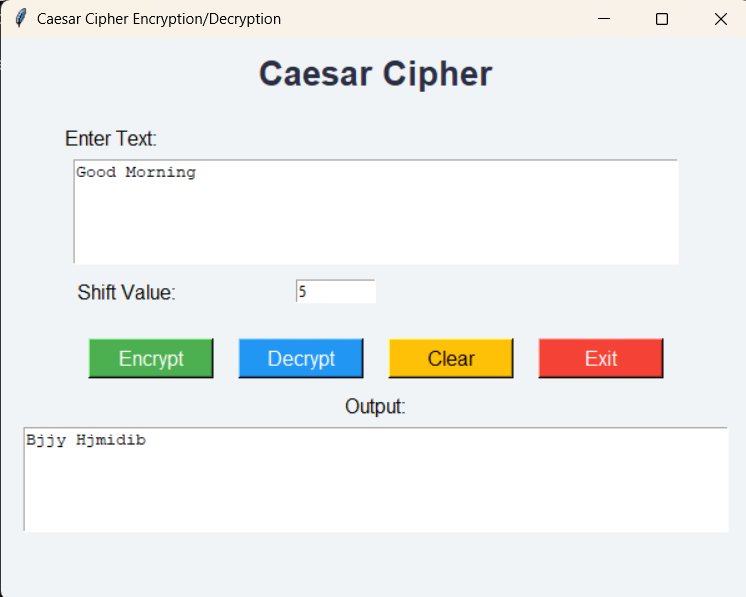 Caesar Cipher Encryption/Decryption
Caesar Cipher
Enter Text:
Good Morning
Shift Value:
5
Encrypt Decrypt Clear Exit
Output:
Bjjy Hjmidib